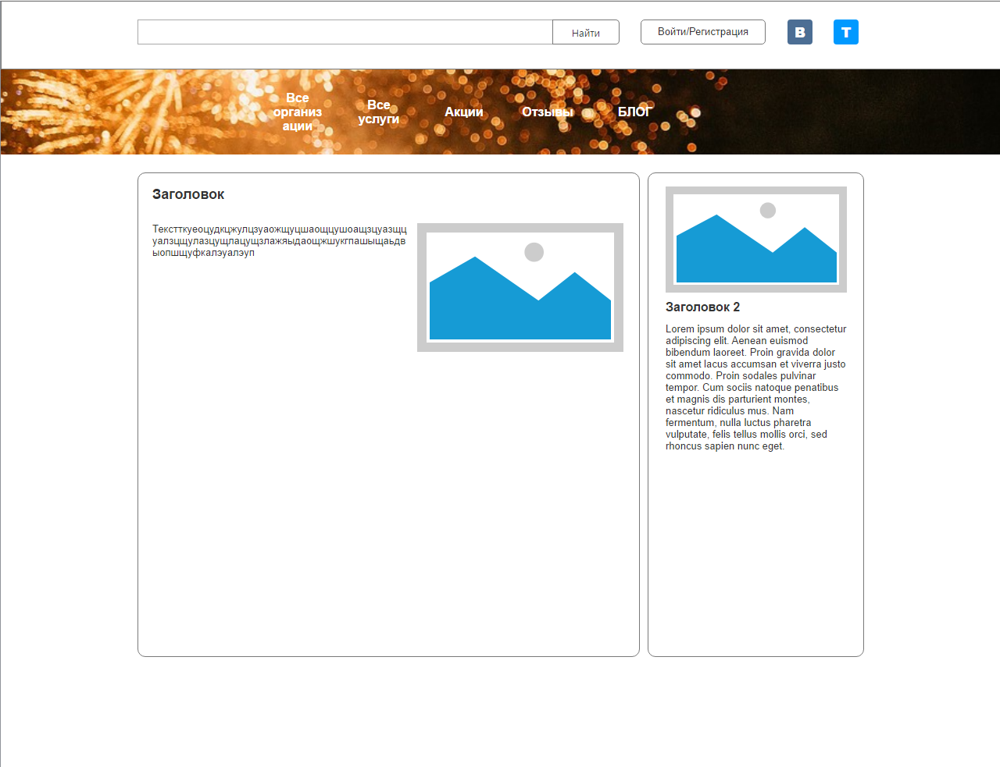 Найти
Войти/Регистрация
В
Т
Все
организ
ации
Все
услуги
Акции
Отзывы
БЛОГ
Заголовок
Текстткуеоцудкцжулцзуаожщуцшаощцушоащзцуазщц
уалзцщулазцущлацущзлажяыдаощжшукгпашыщаьдв
ыопшщуфкалэуалэуп
Заголовок 2
Lorem ipsum dolor sit amet, consectetur
adipiscing elit. Aenean euismod
bibendum laoreet. Proin gravida dolor
sit amet lacus accumsan et viverra justo
commodo. Proin sodales pulvinar
tempor. Cum sociis natoque penatibus
et magnis dis parturient montes,
nascetur ridiculus mus. Nam
fermentum, nulla luctus pharetra
vulputate, felis tellus mollis orci, sed
rhoncus sapien nunc eget.